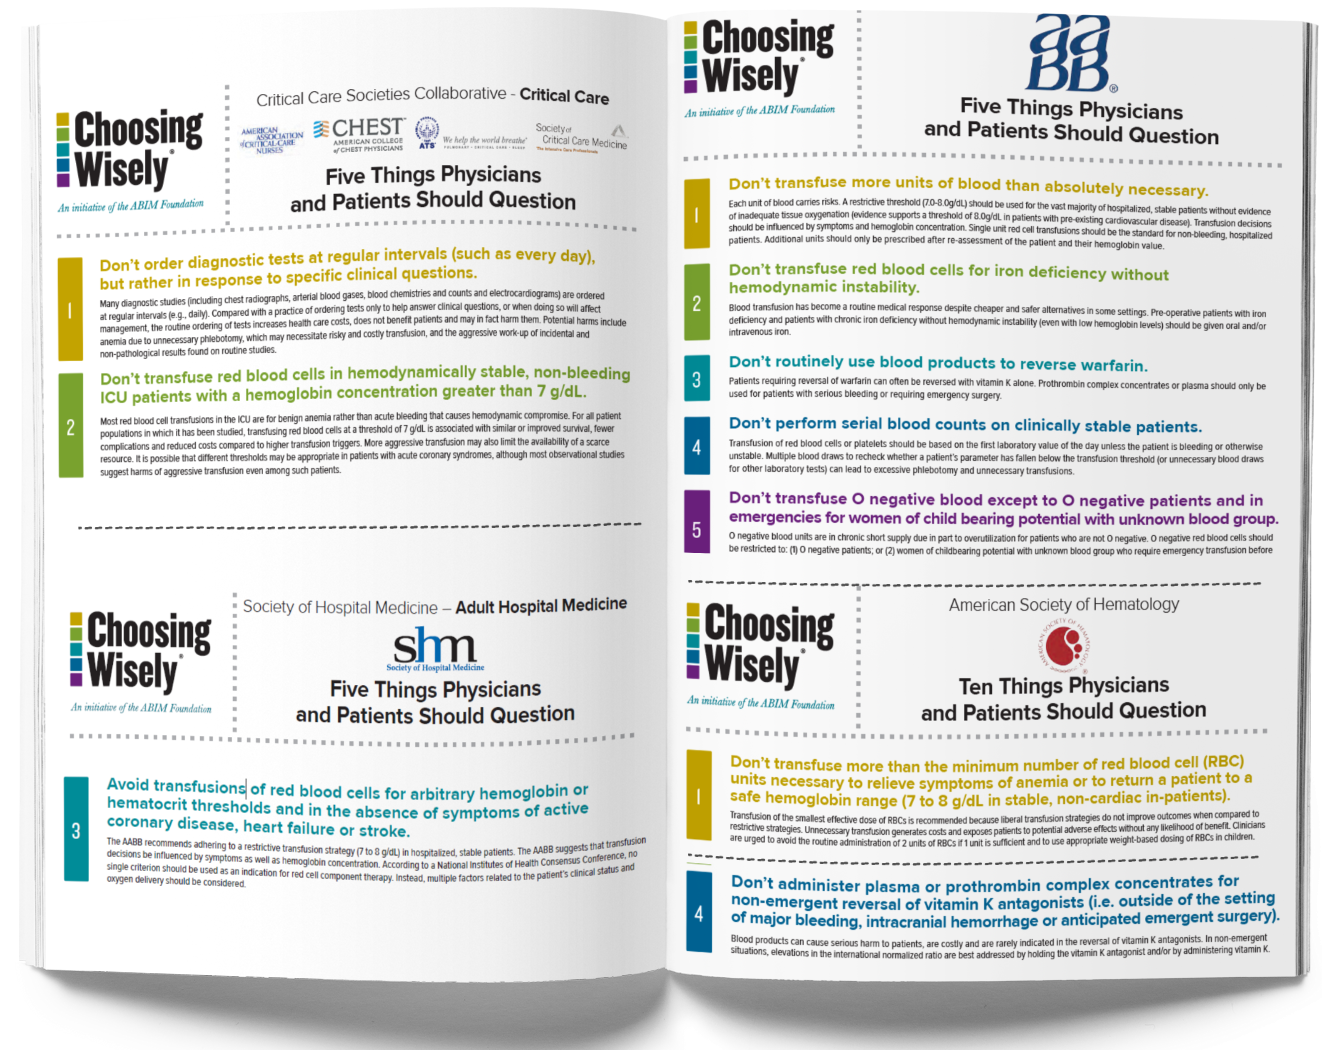 Choosing
Wisely®
An initiative of the ABIM Foundation
Critical Care Societies Collaborative - Critical Care
AMERICAN
ASSOCIATION
of CRITICAL-CARE
NURSES
CHEST™
AMERICAN COLLEGE
of CHEST PHYSICIANS
ATS
We help the world breathe
PULMONARY • CRITICAL CARE • SLEEP
Society of
Critical Care Medicine
The Intensive Care Professionals
Five Things Physicians
and Patients Should Question
1
Don't order diagnostic tests at regular intervals (such as every day),
but rather in response to specific clinical questions.
Many diagnostic studies (including chest radiographs, arterial blood gases, blood chemistries and counts and electrocardiograms) are ordered
at regular intervals (e.g., daily). Compared with a practice of ordering tests only to help answer clinical questions, or when doing so will affect
management, the routine ordering of tests increases health care costs, does not benefit patients and may in fact harm them. Potential harms include
anemia due to unnecessary phlebotomy, which may necessitate risky and costly transfusion, and the aggressive work-up of incidental and
non-pathological results found on routine studies.
2
Don't transfuse red blood cells in hemodynamically stable, non-bleeding
ICU patients with a hemoglobin concentration greater than 7 g/dL.
Most red blood cell transfusions in the ICU are for benign anemia rather than acute bleeding that causes hemodynamic compromise. For all patient
populations in which it has been studied, transfusing red blood cells at a threshold of 7 g/dL is associated with similar or improved survival, fewer
complications and reduced costs compared to higher transfusion triggers. More aggressive transfusion may also limit the availability of a scarce
resource. It is possible that different thresholds may be appropriate in patients with acute coronary syndromes, although most observational studies
suggest harms of aggressive transfusion even among such patients.
Choosing
Wisely®
An initiative of the ABIM Foundation
Society of Hospital Medicine – Adult Hospital Medicine
shm
Society of Hospital Medicine
Five Things Physicians
and Patients Should Question
3
Avoid transfusions of red blood cells for arbitrary hemoglobin or
hematocrit thresholds and in the absence of symptoms of active
coronary disease, heart failure or stroke.
The AABB recommends adhering to a restrictive transfusion strategy (7 to 8 g/dL) in hospitalized, stable patients. The AABB suggests that transfusion
decisions be influenced by symptoms as well as hemoglobin concentration. According to a National Institutes of Health Consensus Conference, no
single criterion should be used as an indication for red cell component therapy. Instead, multiple factors related to the patient's clinical status and
oxygen delivery should be considered.
Choosing
Wisely®
An initiative of the ABIM Foundation
aa
BB®
Five Things Physicians
and Patients Should Question
1
Don't transfuse more units of blood than absolutely necessary.
Each unit of blood carries risks. A restrictive threshold (7.0-8.0g/dL) should be used for the vast majority of hospitalized, stable patients without evidence
of inadequate tissue oxygenation (evidence supports a threshold of 8.0g/dL in patients with pre-existing cardiovascular disease). Transfusion decisions
should be influenced by symptoms and hemoglobin concentration. Single unit red cell transfusions should be the standard for non-bleeding, hospitalized
patients. Additional units should only be prescribed after re-assessment of the patient and their hemoglobin value.
2
Don't transfuse red blood cells for iron deficiency without
hemodynamic instability.
Blood transfusion has become a routine medical response despite cheaper and safer alternatives in some settings. Pre-operative patients with iron
deficiency and patients with chronic iron deficiency without hemodynamic instability (even with low hemoglobin levels) should be given oral and/or
intravenous iron.
3
Don't routinely use blood products to reverse warfarin.
Patients requiring reversal of warfarin can often be reversed with vitamin K alone. Prothrombin complex concentrates or plasma should only be
used for patients with serious bleeding or requiring emergency surgery.
4
Don't perform serial blood counts on clinically stable patients.
Transfusion of red blood cells or platelets should be based on the first laboratory value of the day unless the patient is bleeding or otherwise
unstable. Multiple blood draws to recheck whether a patient's parameter has fallen below the transfusion threshold (or unnecessary blood draws
for other laboratory tests) can lead to excessive phlebotomy and unnecessary transfusions.
5
Don't transfuse O negative blood except to O negative patients and in
emergencies for women of child bearing potential with unknown blood group.
O negative blood units are in chronic short supply due in part to overutilization for patients who are not O negative. O negative red blood cells should
be restricted to: (1) O negative patients; or (2) women of childbearing potential with unknown blood group who require emergency transfusion before
Choosing
Wisely®
An initiative of the ABIM Foundation
American Society of Hematology
AMERICAN SOCIETY OF HEMATOLOGY
®
Ten Things Physicians
and Patients Should Question
1
Don't transfuse more than the minimum number of red blood cell (RBC)
units necessary to relieve symptoms of anemia or to return a patient to a
safe hemoglobin range (7 to 8 g/dL in stable, non-cardiac in-patients).
Transfusion of the smallest effective dose of RBCs is recommended because liberal transfusion strategies do not improve outcomes when compared to
restrictive strategies. Unnecessary transfusion generates costs and exposes patients to potential adverse effects without any likelihood of benefit. Clinicians
are urged to avoid the routine administration of 2 units of RBCs if 1 unit is sufficient and to use appropriate weight-based dosing of RBCs in children.
4
Don't administer plasma or prothrombin complex concentrates for
non-emergent reversal of vitamin K antagonists (i.e. outside of the setting
of major bleeding, intracranial hemorrhage or anticipated emergent surgery).
Blood products can cause serious harm to patients, are costly and are rarely indicated in the reversal of vitamin K antagonists. In non-emergent
situations, elevations in the international normalized ratio are best addressed by holding the vitamin K antagonist and/or by administering vitamin K.